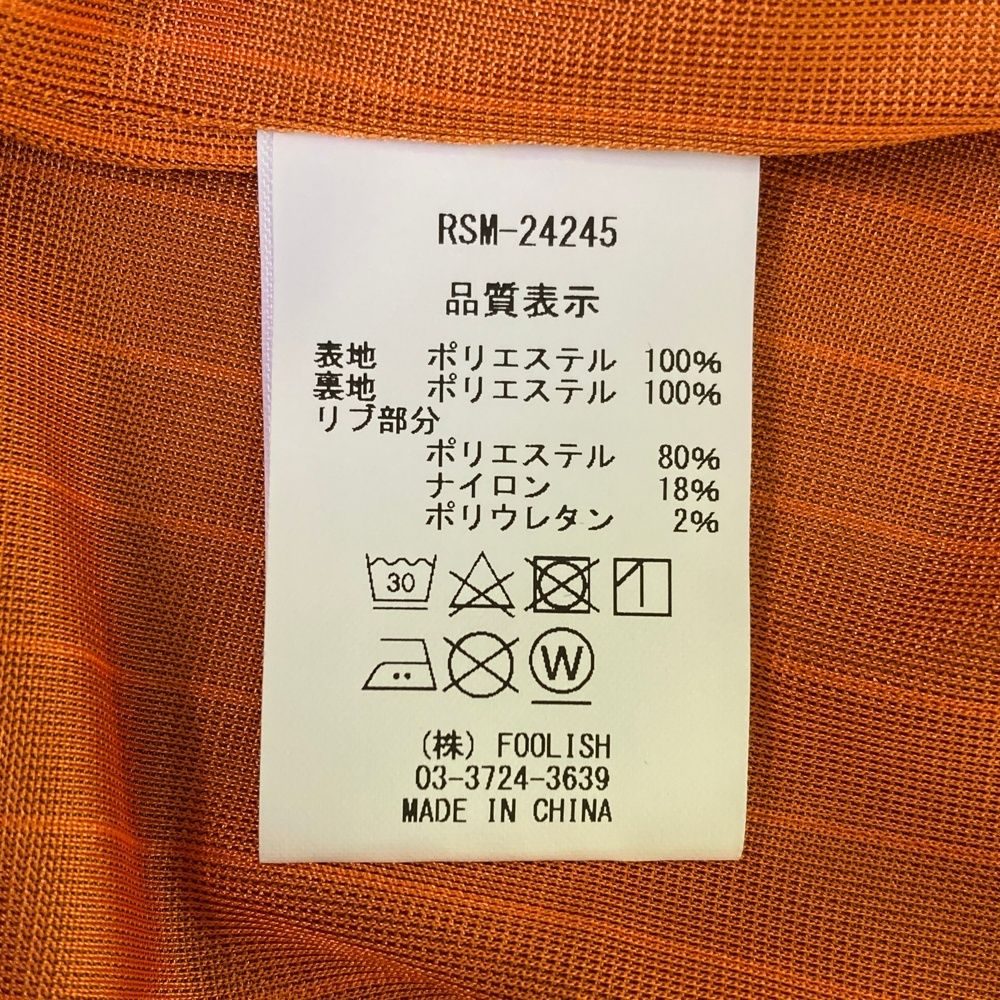 RSM-24245
品質表示
表地 ポリエステル 100%
裏地 ポリエステル 100%
リブ部分
ポリエステル 80%
ナイロン 18%
ポリウレタン 2%
30
W
(株) FOOLISH
03-3724-3639
MADE IN CHINA